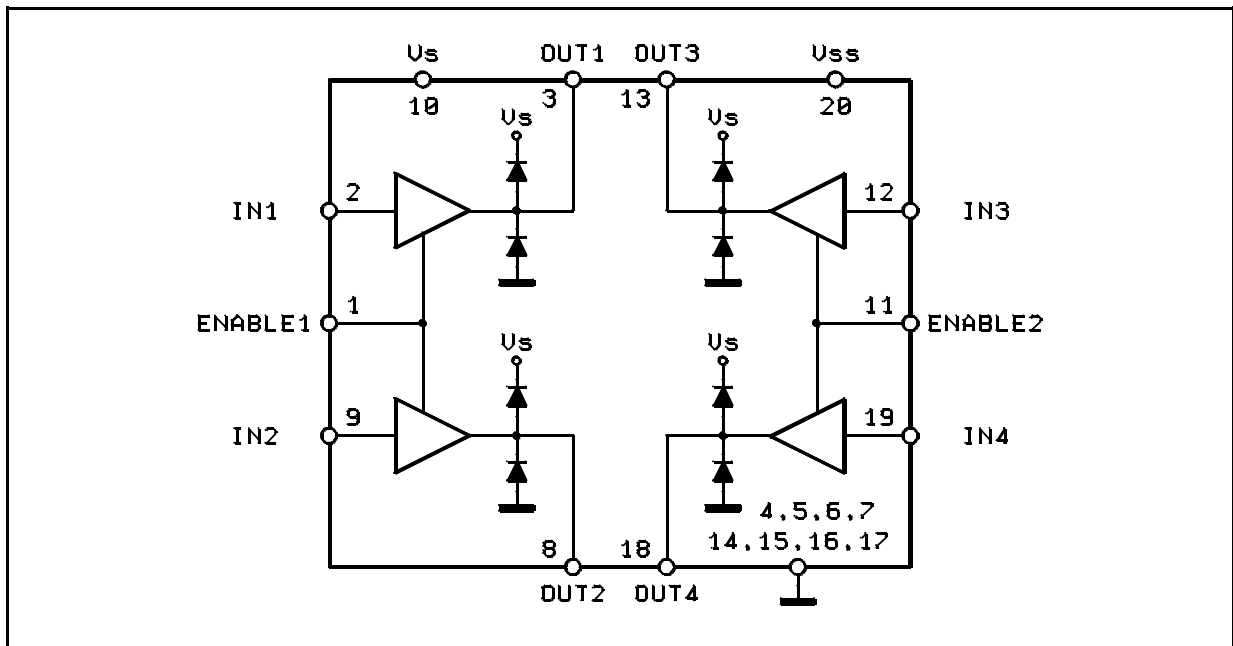 Vs OUT1 OUT3 Vss
10 3 13 20
Vs Vs
2 12
IN1 IN3
1 11
ENABLE1 ENABLE2
Vs Vs
9 19
IN2 IN4
4,5,6,7
8 18 14,15,16,17
OUT2 OUT4